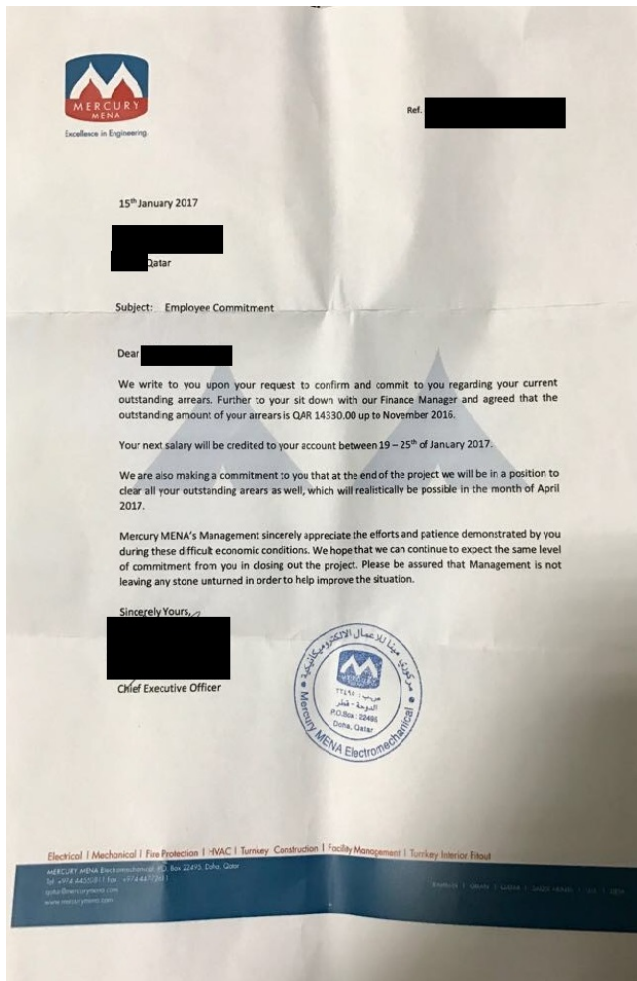 MERCURY
MENA
Excellence in Engineering.
Ref.
15th January 2017
Qatar
Subject: Employee Commitment
Dear
We write to you upon your request to confirm and commit to you regarding your current
outstanding arrears. Further to your sit down with our Finance Manager and agreed that the
outstanding amount of your arrears is QAR 14330.00 up to November 2016.
Your next salary will be credited to your account between 19 – 25th of January 2017.
We are also making a commitment to you that at the end of the project we will be in a position to
clear all your outstanding arears as well, which will realistically be possible in the month of April
2017.
Mercury MENA's Management sincerely appreciate the efforts and patience demonstrated by you
during these difficult economic conditions. We hope that we can continue to expect the same level
of commitment from you in closing out the project. Please be assured that Management is not
leaving any stone unturned in order to help improve the situation.
Sincerely Yours,
Chief Executive Officer
مركوري مينا للاعمال الالكتروميكانيكية
MERCURY
ص.ب: ٢٢٤٩٥
الدوحة - قطر
P.O.Box: 22495
Doha, Qatar
Mercury MENA Electromechanical
Electrical | Mechanical | Fire Protection | HVAC | Turnkey Construction | Facility Management | Turnkey Interior Fitout
MERCURY MENA Electromechanical, P.O. Box 22495, Doha, Qatar
qatar@mercurymena.com
www.mercurymena.com